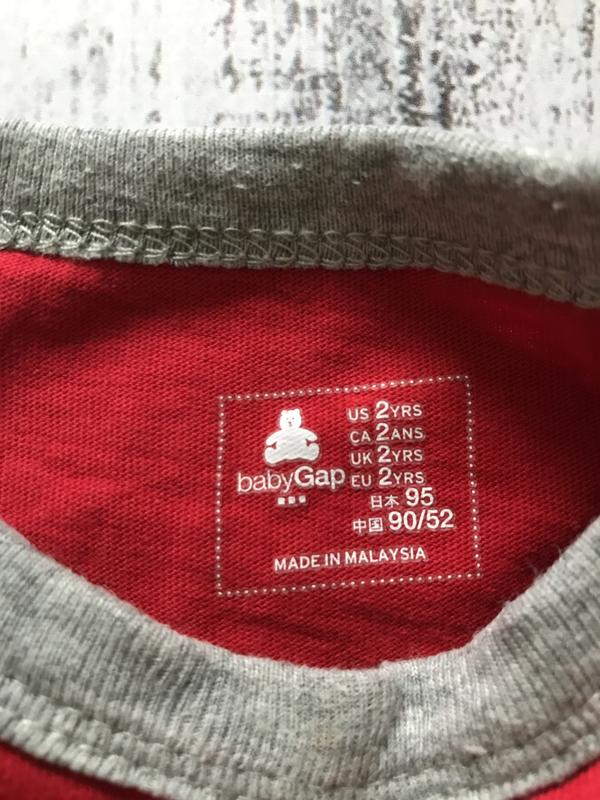 babyGap
US 2YRS
CA 2ANS
UK 2YRS
EU 2YRS
日本 95
中国 90/52
MADE IN MALAYSIA